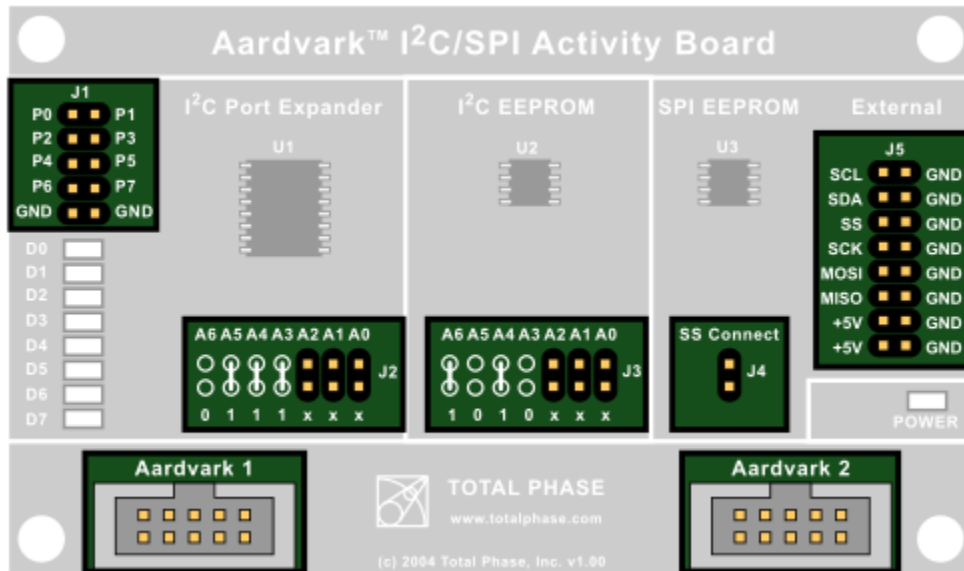 Aardvark™ I²C/SPI Activity Board
J1
P0 P1
P2 P3
P4 P5
P6 P7
GND GND
D0
D1
D2
D3
D4
D5
D6
D7
I²C Port Expander
U1
A6 A5 A4 A3 A2 A1 A0
J2
0 1 1 1 x x x
I²C EEPROM
U2
A6 A5 A4 A3 A2 A1 A0
J3
1 0 1 0 x x x
SPI EEPROM
U3
SS Connect
J4
External
J5
SCL GND
SDA GND
SS GND
SCK GND
MOSI GND
MISO GND
+5V GND
+5V GND
POWER
Aardvark 1
TOTAL PHASE
www.totalphase.com
(c) 2004 Total Phase, Inc. v1.00
Aardvark 2